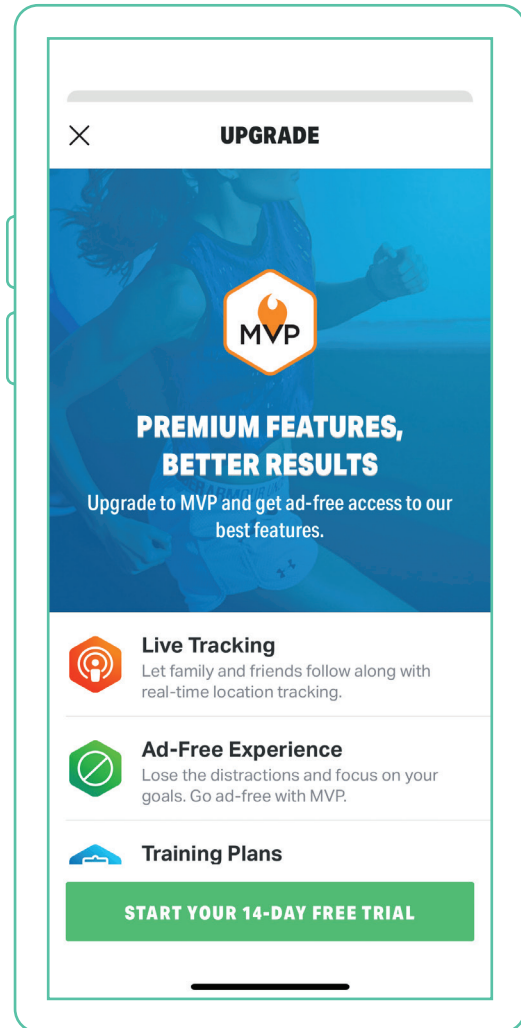 UPGRADE
MVP
PREMIUM FEATURES,
BETTER RESULTS
Upgrade to MVP and get ad-free access to our
best features.
Live Tracking
Let family and friends follow along with
real-time location tracking.
Ad-Free Experience
Lose the distractions and focus on your
goals. Go ad-free with MVP.
Training Plans
START YOUR 14-DAY FREE TRIAL